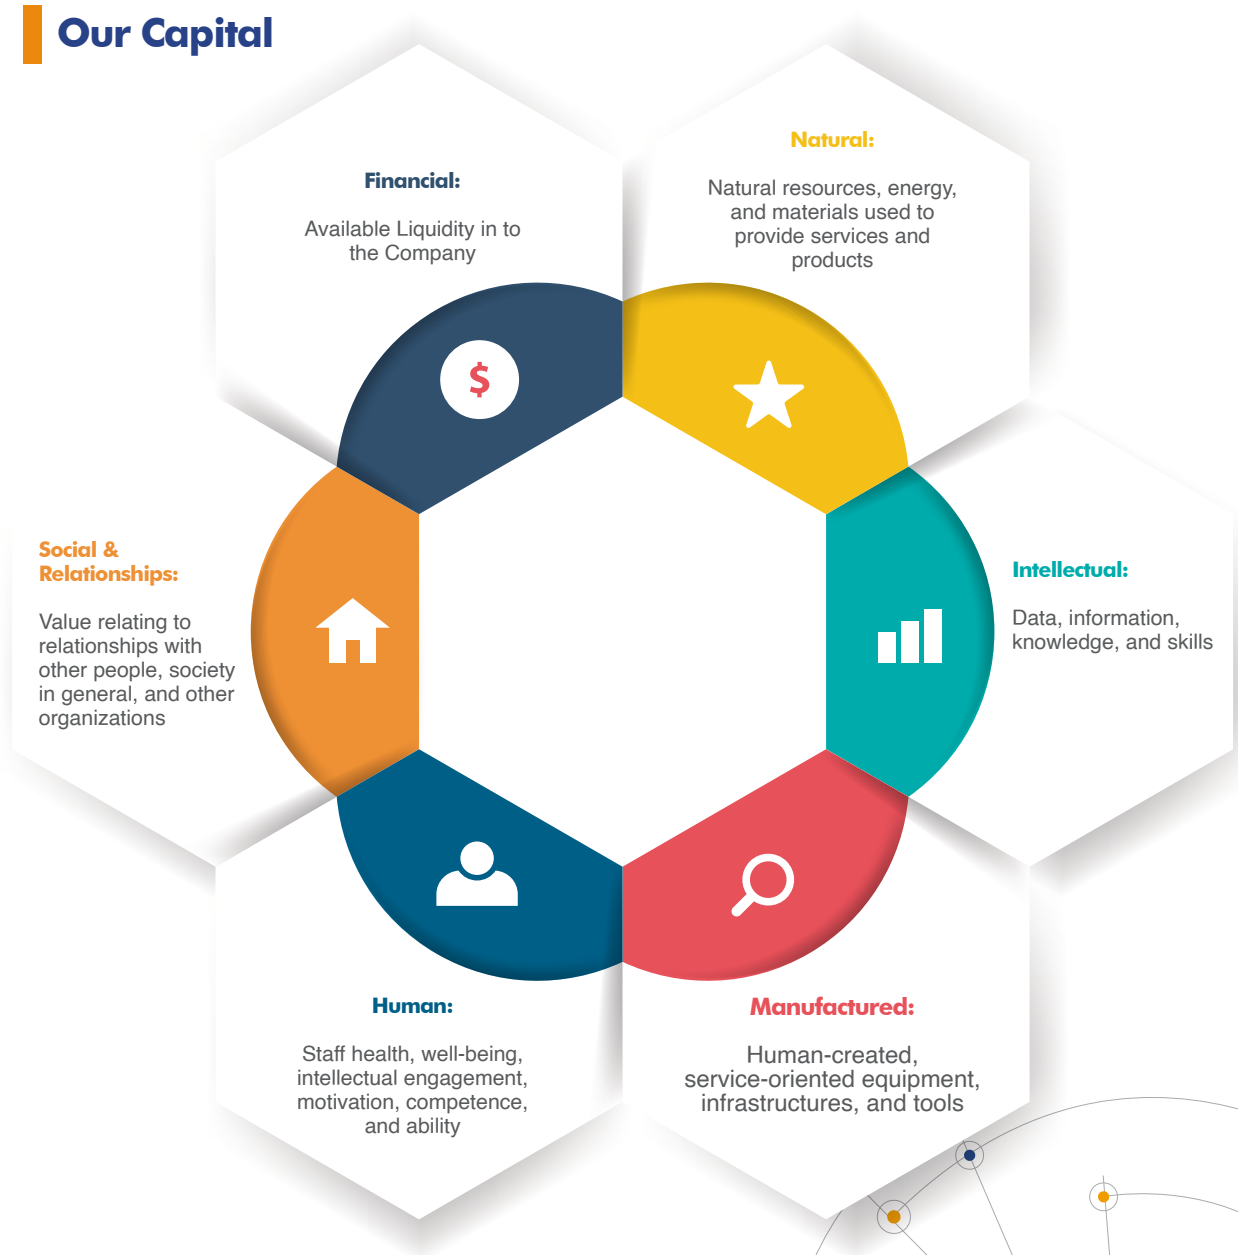 Our Capital
Financial:
Available Liquidity in to
the Company
$
Natural:
Natural resources, energy,
and materials used to
provide services and
products
Social &
Relationships:
Value relating to
relationships with
other people, society
in general, and other
organizations
Intellectual:
Data, information,
knowledge, and skills
Human:
Staff health, well-being,
intellectual engagement,
motivation, competence,
and ability
Manufactured:
Human-created,
service-oriented equipment,
infrastructures, and tools